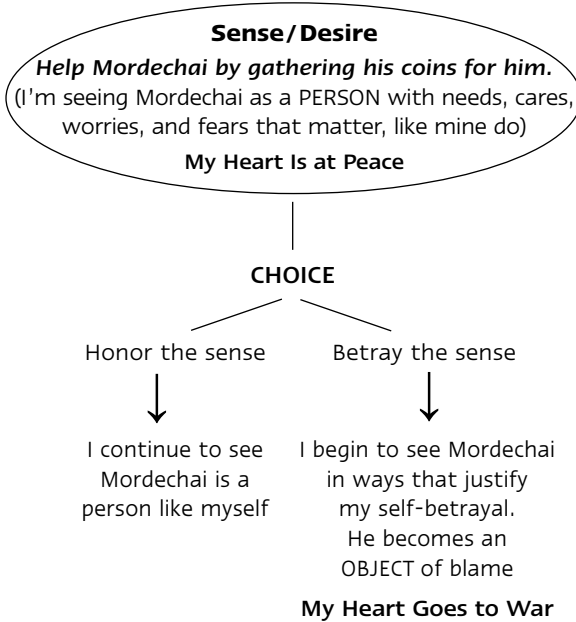 Sense/Desire
Help Mordechai by gathering his coins for him.
(I'm seeing Mordechai as a PERSON with needs, cares,
worries, and fears that matter, like mine do)
My Heart Is at Peace
CHOICE
Honor the sense
Betray the sense
I continue to see
Mordechai is a
person like myself
I begin to see Mordechai
in ways that justify
my self-betrayal.
He becomes an
OBJECT of blame
My Heart Goes to War